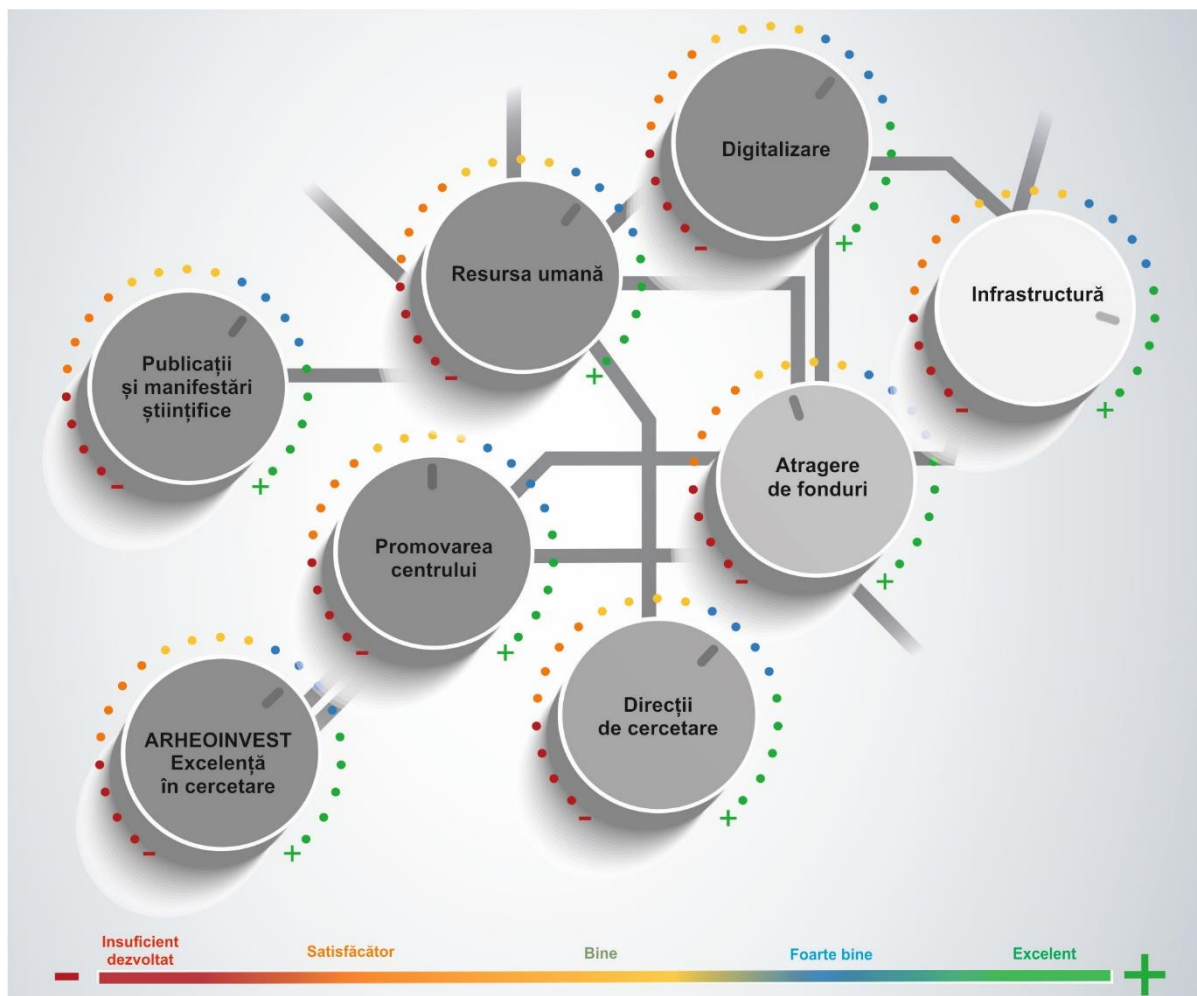 Digitalizare
Resursa umană
Infrastructură
Publicații
și manifestări
științifice
Atragere
de fonduri
Promovarea
centrului
Direcții
de cercetare
ARHEOINVEST
Excelență
în cercetare
Insuficient
dezvoltat
Satisfăcător
Bine
Foarte bine
Excelent